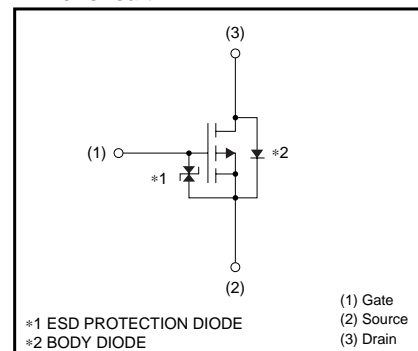 (3)
(1)
∗2
∗1
(2)
∗1 ESD PROTECTION DIODE
∗2 BODY DIODE
(1) Gate
(2) Source
(3) Drain